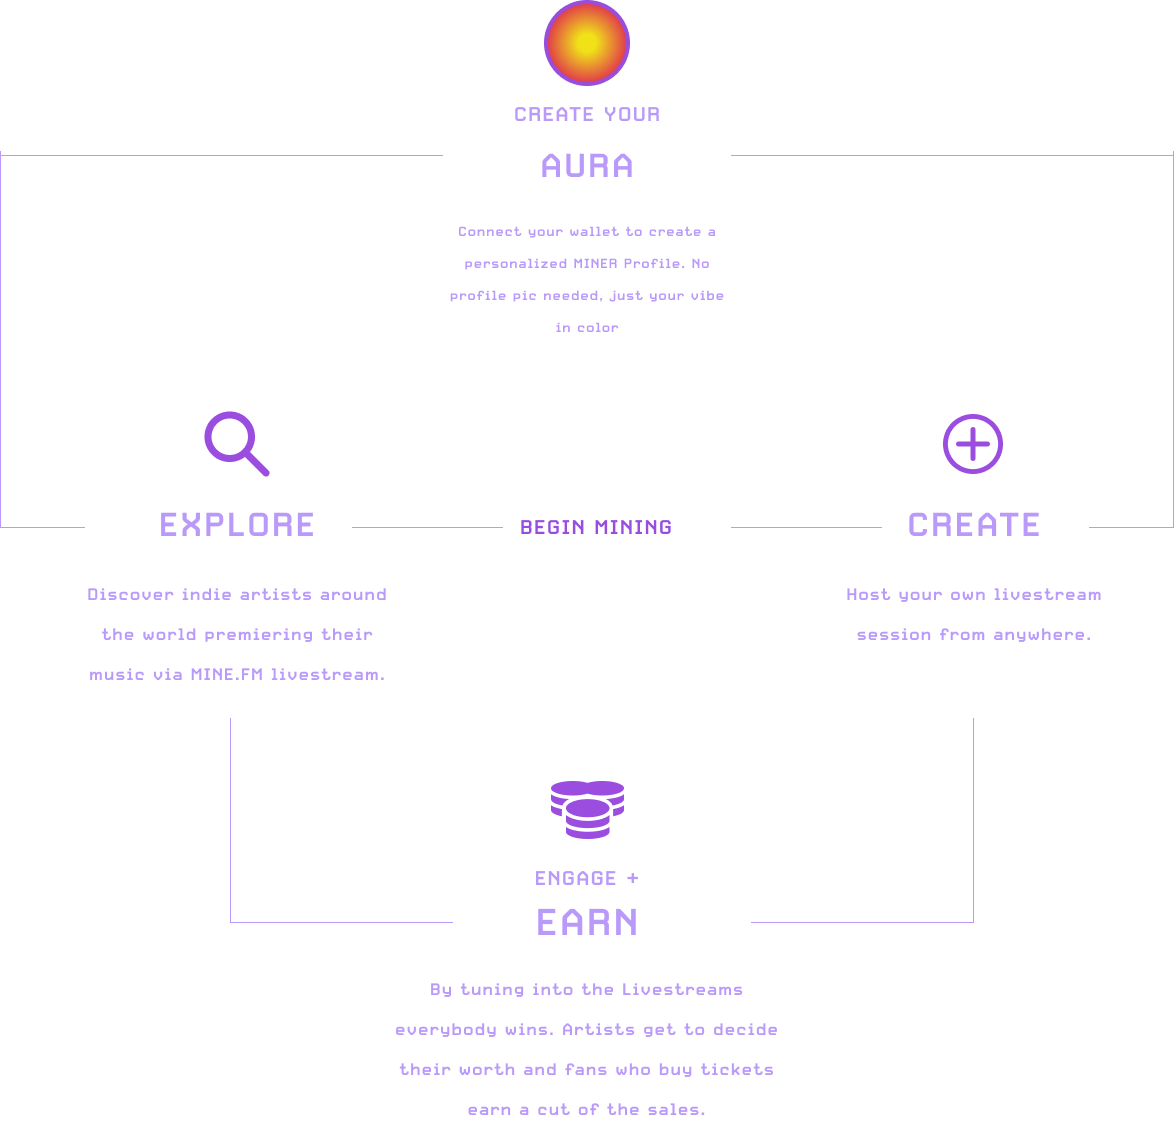 CREATE YOUR
AURA
Connect your wallet to create a
personalized MINER Profile. No
profile pic needed, just your vibe
in color
EXPLORE
Discover indie artists around
the world premiering their
music via MINE.FM livestream.
BEGIN MINING
CREATE
Host your own livestream
session from anywhere.
ENGAGE +
EARN
By tuning into the Livestreams
everybody wins. Artists get to decide
their worth and fans who buy tickets
earn a cut of the sales.